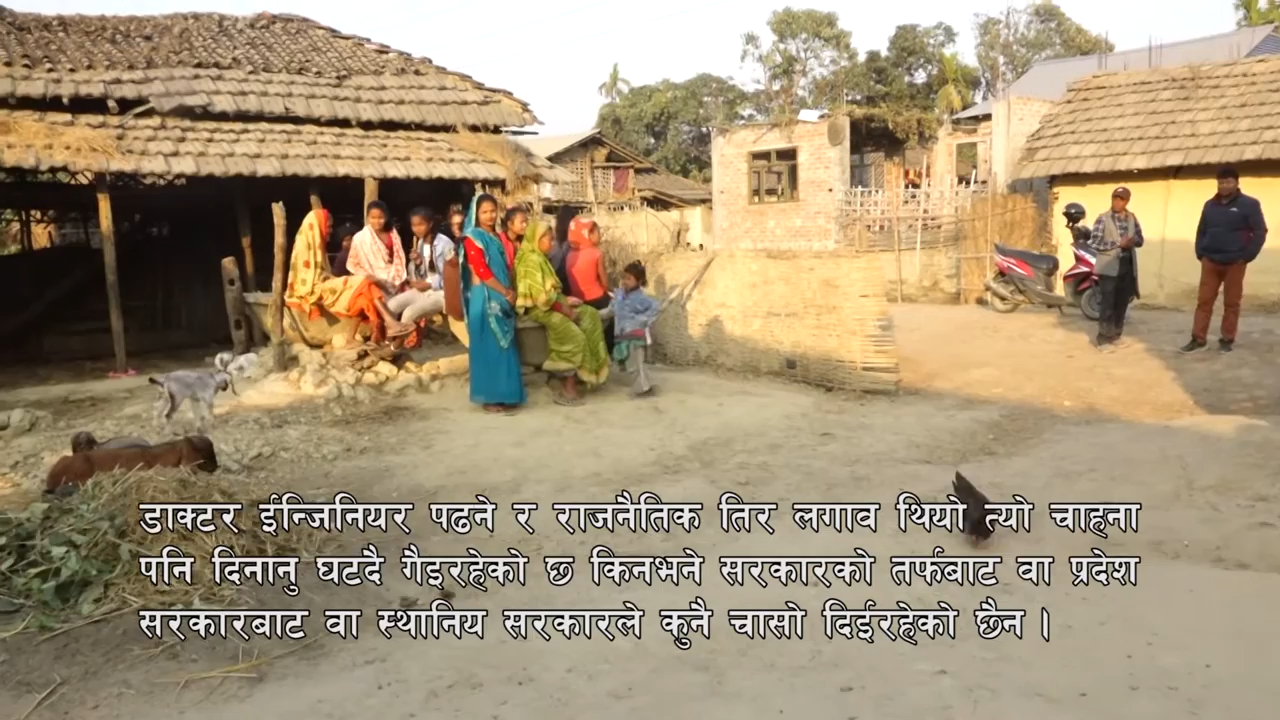 डाक्टर ईन्जिनियर पढने र राजनैतिक तिर लगाव थियो त्यो चाहना
पनि दिनानु घटदै गैइरहेको छ किनभने सरकारको तर्फबाट वा प्रदेश
सरकारबाट वा स्थानिय सरकारले कुनै चासो दिईरहेको छैन ।